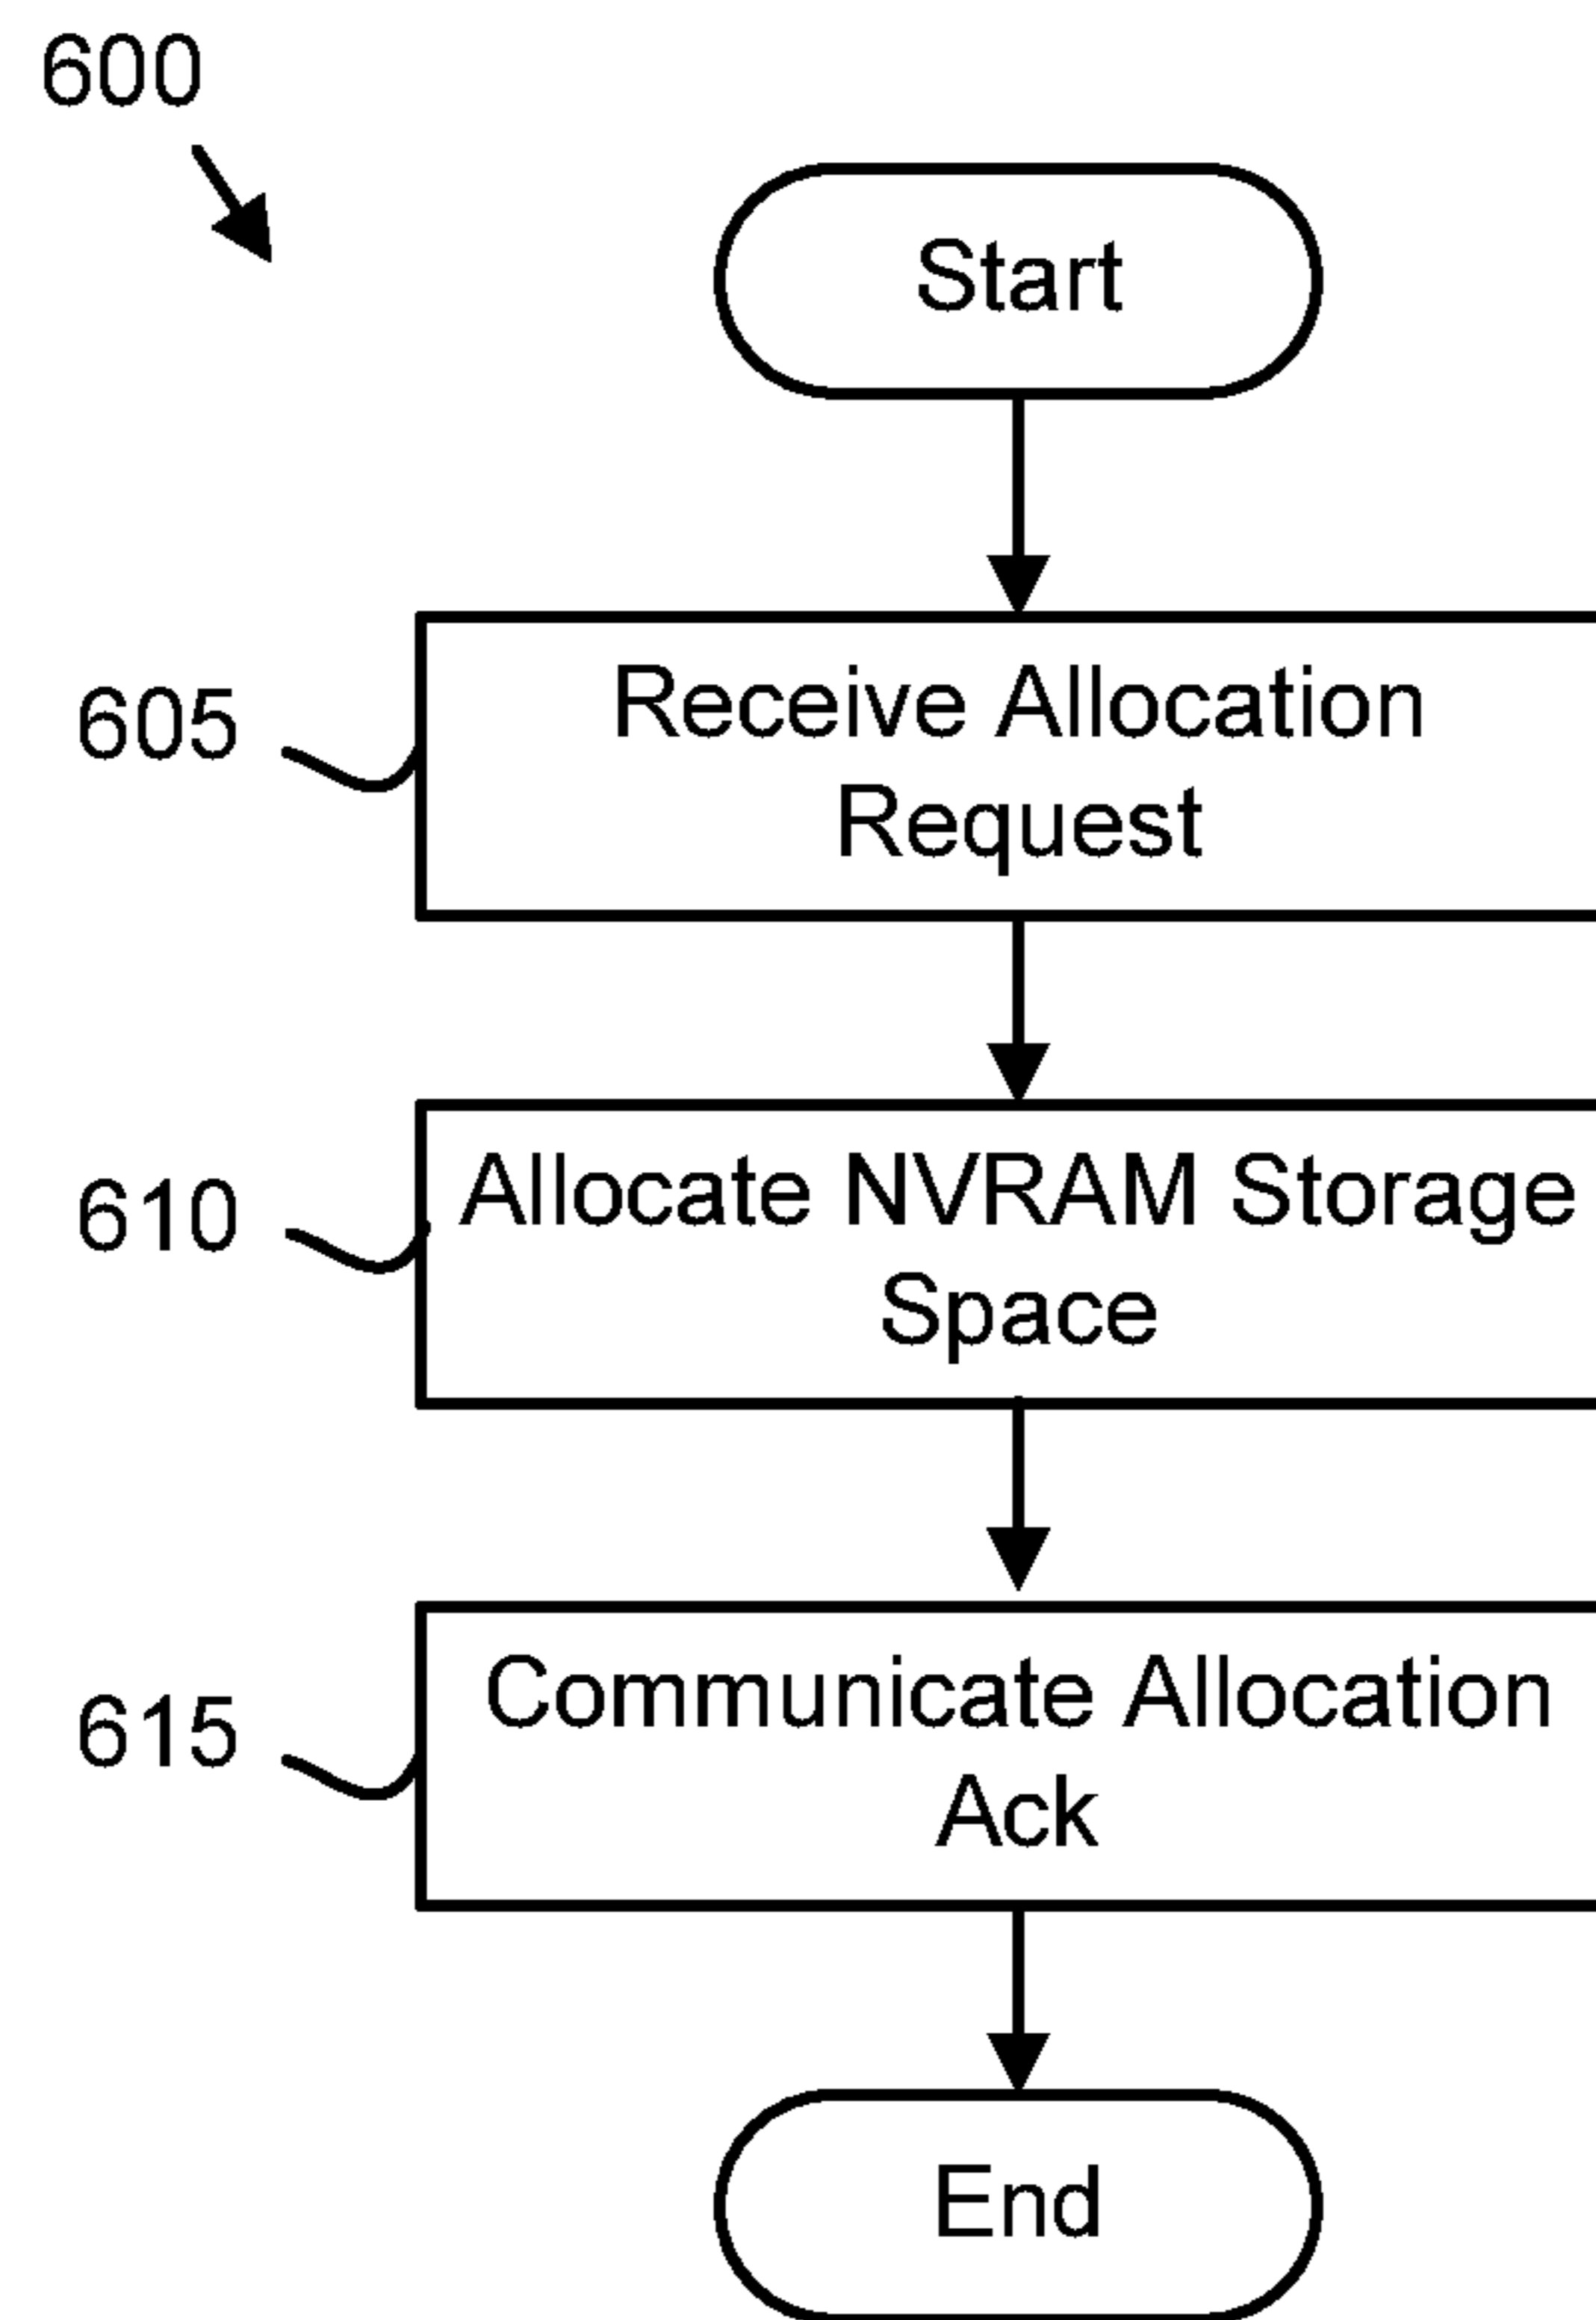 600
Start
605
Receive Allocation
Request
610
Allocate NVRAM Storage
Space
615
Communicate Allocation
Ack
End